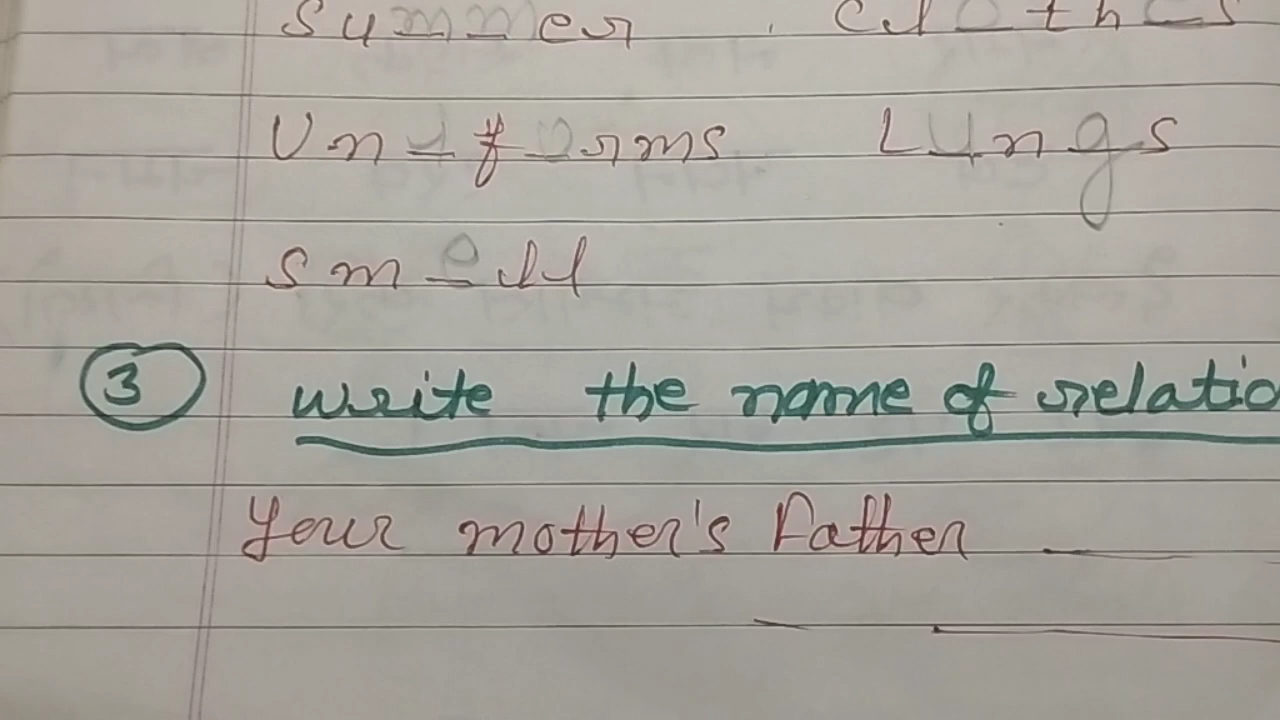 Summer Clothes
Uniforms Lungs
Smell
3 Write the name of relatio
Your mother's Father